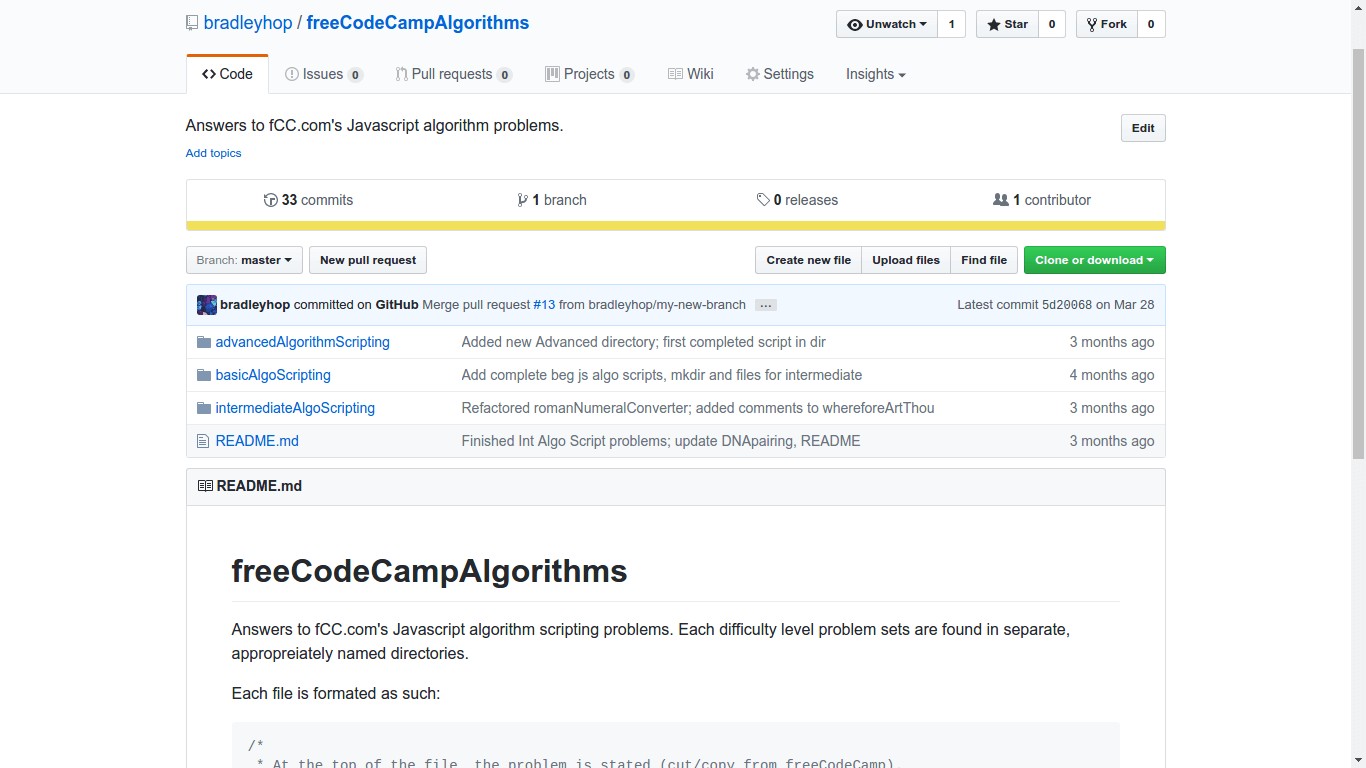 bradleyhop / freeCodeCampAlgorithms Unwatch 1 Star 0 Fork 0
Code Issues 0 Pull requests 0 Projects 0 Wiki Settings Insights
Answers to fCC.com's Javascript algorithm problems. Edit
Add topics
33 commits 1 branch 0 releases 1 contributor
Branch: master New pull request Create new file Upload files Find file Clone or download
bradleyhop committed on GitHub Merge pull request #13 from bradleyhop/my-new-branch ... Latest commit 5d20068 on Mar 28
advancedAlgorithmScripting Added new Advanced directory; first completed script in dir 3 months ago
basicAlgoScripting Add complete beg js algo scripts, mkdir and files for intermediate 4 months ago
intermediateAlgoScripting Refactored romanNumeralConverter; added comments to whereforeArtThou 3 months ago
README.md Finished Int Algo Script problems; update DNApairing, README 3 months ago
README.md
freeCodeCampAlgorithms
Answers to fCC.com's Javascript algorithm scripting problems. Each difficulty level problem sets are found in separate,
appropreiately named directories.
Each file is formated as such:
/*
* At the top of the file, the problem is stated (cut/copy from freeCodeCamp).